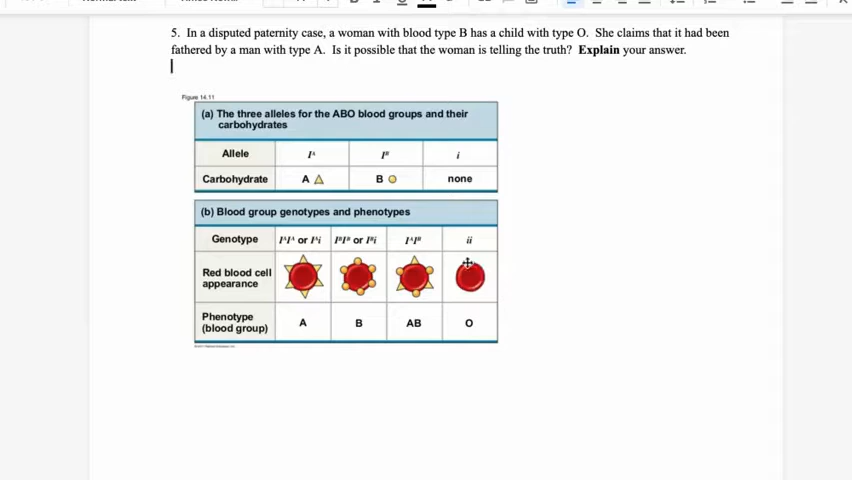 5. In a disputed paternity case, a woman with blood type B has a child with type O. She claims that it had been
fathered by a man with type A. Is it possible that the woman is telling the truth? Explain your answer.
Figure 14.11
(a) The three alleles for the ABO blood groups and their
carbohydrates
Allele Iᴬ Iᴮ i
Carbohydrate A B none
(b) Blood group genotypes and phenotypes
Genotype IᴬIᴬ or Iᴬi IᴮIᴮ or Iᴮi IᴬIᴮ ii
Red blood cell
appearance
Phenotype
(blood group) A B AB O